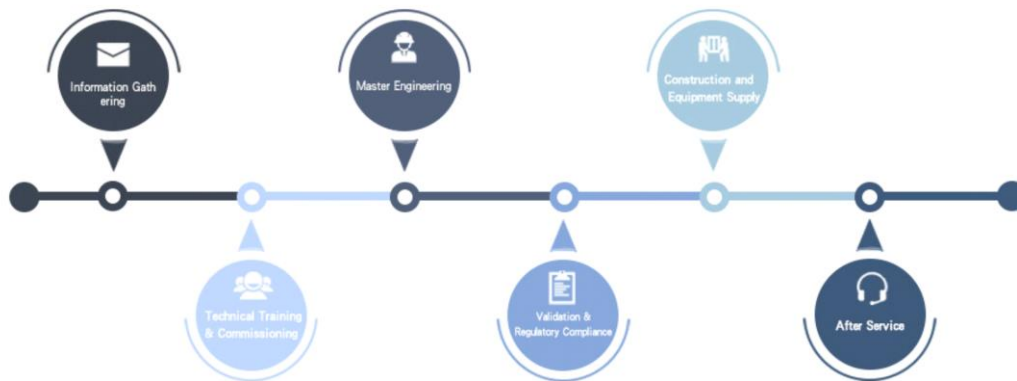 Information Gath
ering
Master Engineering
Construction and
Equipment Supply
Technical Training
& Commissioning
Validation &
Regulatory Compliance
After Service